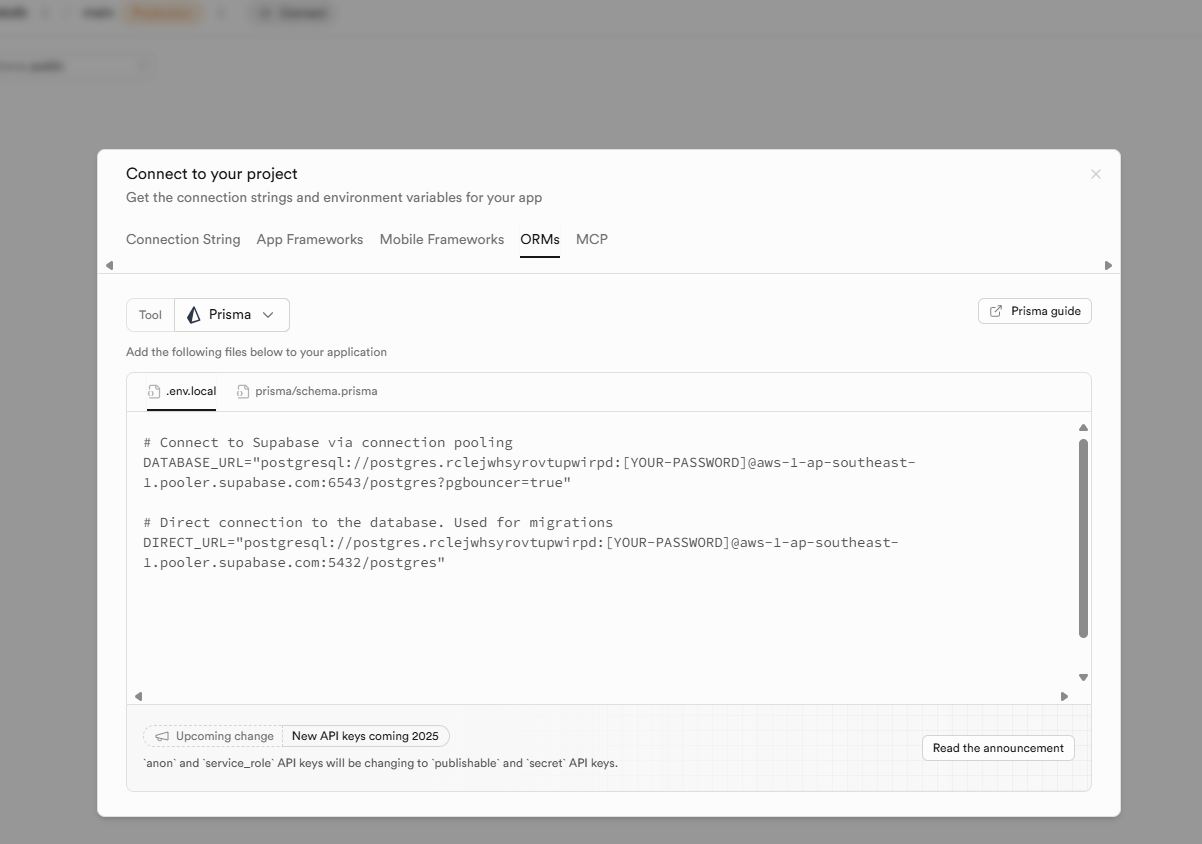 main
Connect to your project
Get the connection strings and environment variables for your app
Connection String App Frameworks Mobile Frameworks ORMs MCP
Tool Prisma Prisma guide
Add the following files below to your application
.env.local prisma/schema.prisma
# Connect to Supabase via connection pooling
DATABASE_URL="postgresql://postgres.rclejwhsyrovtupwirpd:[YOUR-PASSWORD]@aws-1-ap-southeast-
1.pooler.supabase.com:6543/postgres?pgbouncer=true"
# Direct connection to the database. Used for migrations
DIRECT_URL="postgresql://postgres.rclejwhsyrovtupwirpd:[YOUR-PASSWORD]@aws-1-ap-southeast-
1.pooler.supabase.com:5432/postgres"
Upcoming change New API keys coming 2025
Read the announcement
`anon` and `service_role` API keys will be changing to `publishable` and `secret` API keys.